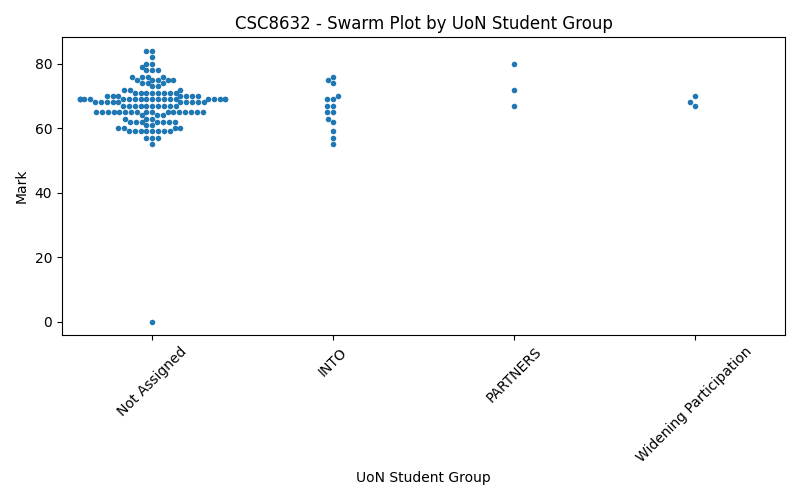 CSC8632 - Swarm Plot by UoN Student Group
80
60
40
20
0
Mark
Not Assigned
INTO
PARTNERS
Widening Participation
UoN Student Group